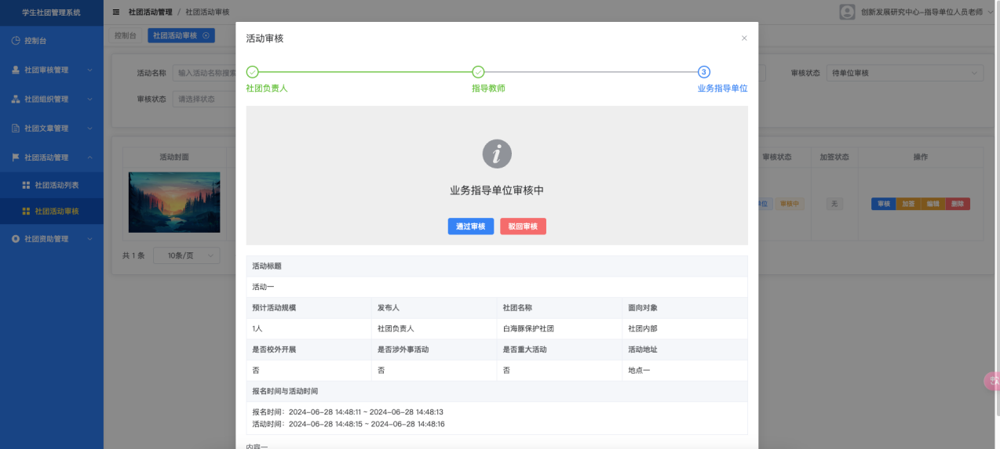 学生社团管理系统
社团活动管理 / 社团活动审核
创新发展研究中心-指导单位人员老师
控制台
社团审核管理
社团组织管理
社团文章管理
社团活动管理
社团活动列表
社团活动审核
社团资助管理
控制台
社团活动审核
活动名称 输入活动名称搜索
审核状态 待单位审核
审核状态 请选择状态
活动封面
审核状态 加签状态 操作
单位 审核中 无 审核 加签 编辑 删除
共 1 条 10条/页
活动审核
3
社团负责人 指导教师 业务指导单位
业务指导单位审核中
通过审核 驳回审核
活动标题
活动一
预计活动规模 发布人 社团名称 面向对象
1人 社团负责人 白海豚保护社团 社团内部
是否校外开展 是否涉外事活动 是否重大活动 活动地址
否 否 否 地点一
报名时间与活动时间
报名时间：2024-06-28 14:48:11 ~ 2024-06-28 14:48:13
活动时间：2024-06-28 14:48:15 ~ 2024-06-28 14:48:16
内容一